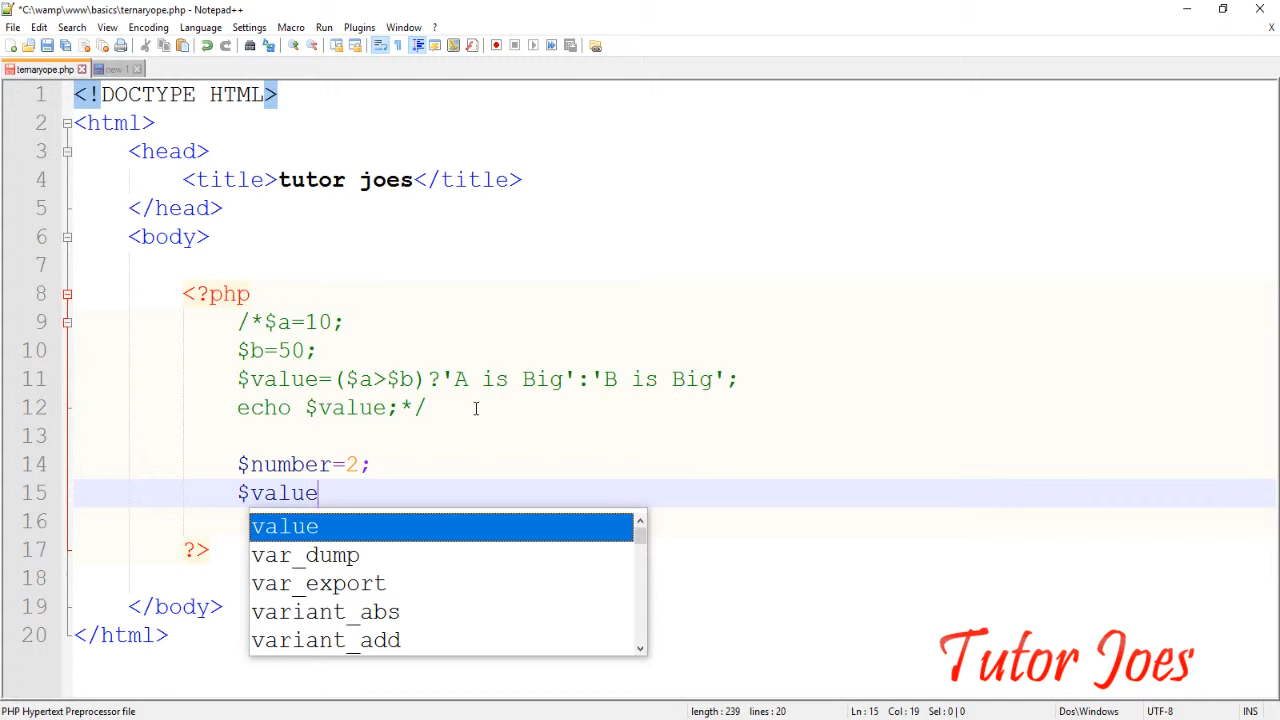 *C:\wamp\www\basics\ternaryope.php - Notepad++
File Edit Search View Encoding Language Settings Macro Run Plugins Window ?
X
ternaryope.php new 1
1 <!DOCTYPE HTML>
2 <html>
3 <head>
4 <title>tutor joes</title>
5 </head>
6 <body>
7
8 <?php
9 /*$a=10;
10 $b=50;
11 $value=($a>$b)?'A is Big':'B is Big';
12 echo $value;*/
13
14 $number=2;
15 $value
16 value
var_dump
17 ?>
var_export
18
variant_abs
19 </body>
variant_add
20 </html>
Tutor Joes
PHP Hypertext Preprocessor file length : 239 lines : 20 Ln : 15 Col : 19 Sel : 0 | 0 Dos\Windows UTF-8 INS